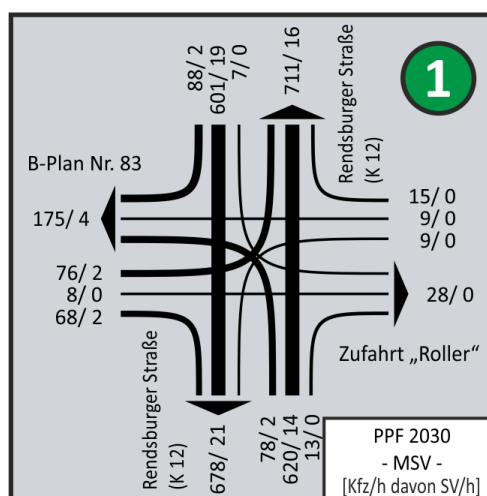 88/ 2
601/ 19
7/ 0
711/ 16
Rendsburger Straße
(K 12)
1
B-Plan Nr. 83
175/ 4
15/ 0
9/ 0
9/ 0
76/ 2
8/ 0
68/ 2
28/ 0
Zufahrt „Roller“
Rendsburger Straße
(K 12)
678/ 21
78/ 2
620/ 14
13/ 0
PPF 2030
- MSV -
[Kfz/h davon SV/h]